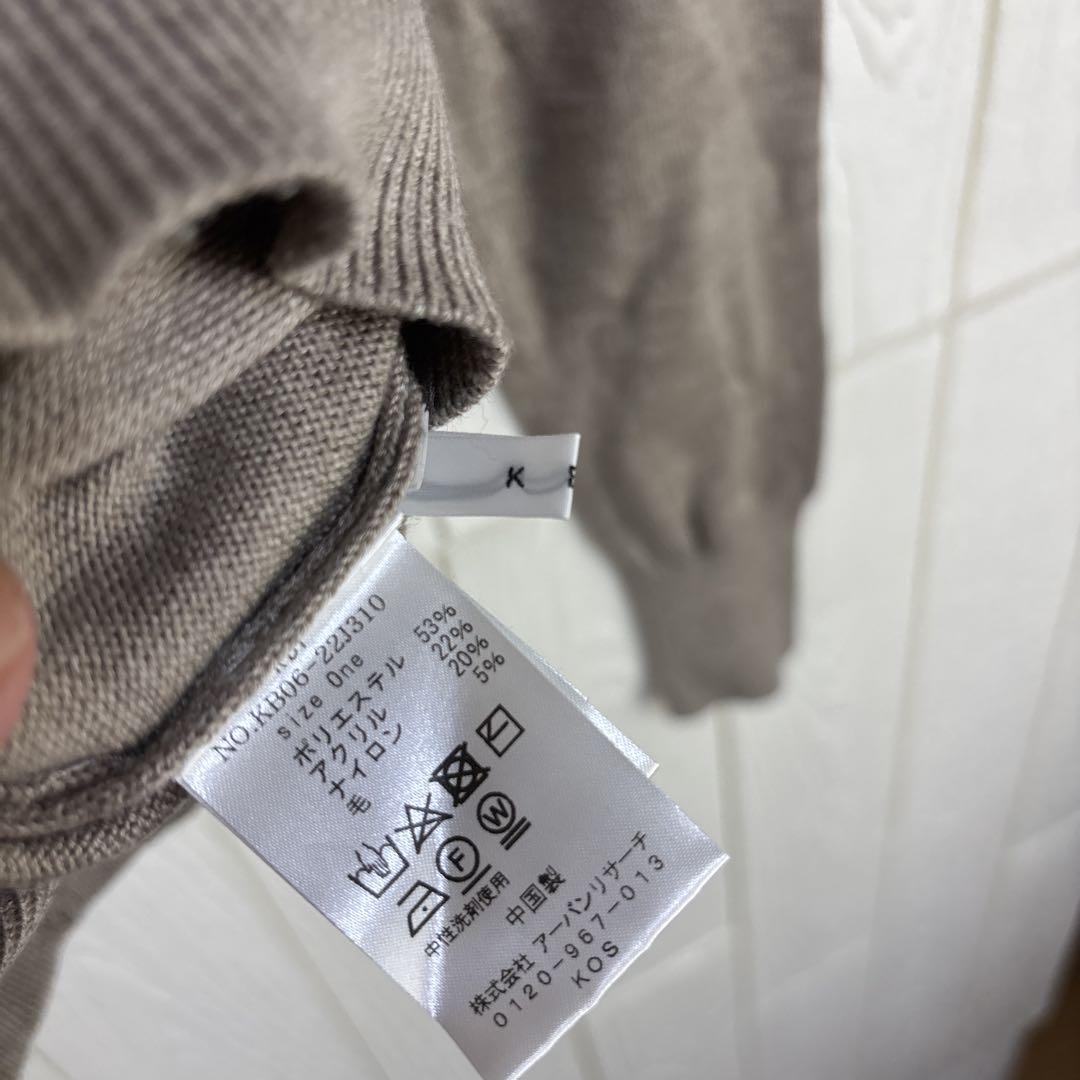 K
NO.KB06-22J310
size One
ポリエステル 53%
アクリル 22%
ナイロン 20%
毛 5%
W
F
中性洗剤使用
中国製
株式会社 アーバンリサーチ
0120-967-013
KOS